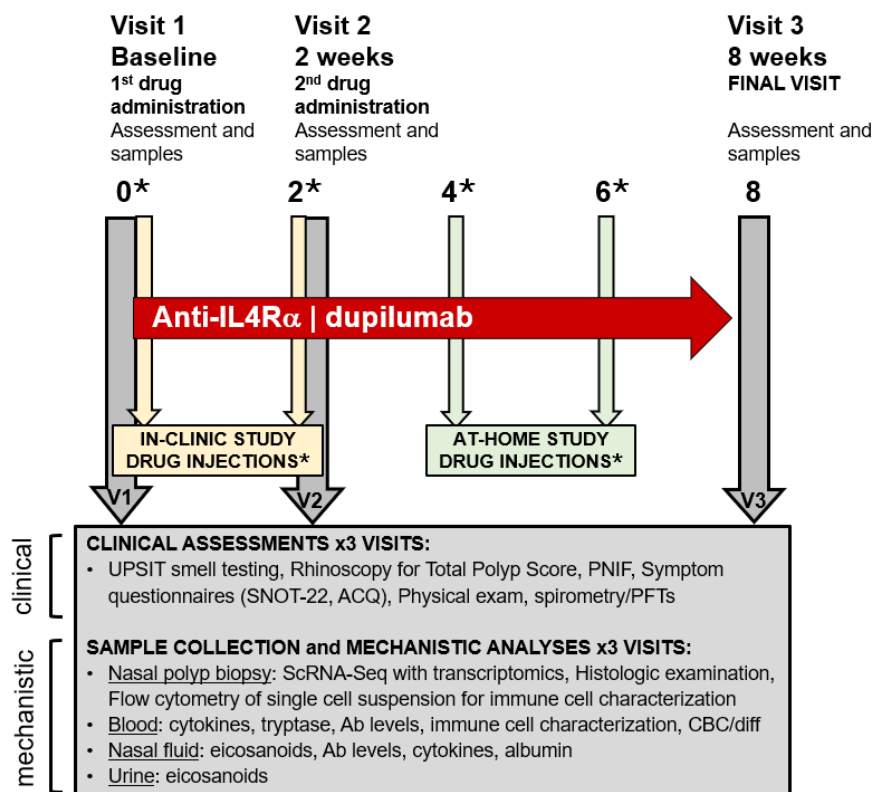 Visit 1
Baseline
1st drug
administration
Assessment and
samples
Visit 2
2 weeks
2nd drug
administration
Assessment and
samples
Visit 3
8 weeks
FINAL VISIT
Assessment and
samples
0*
2*
4*
6*
8
Anti-IL4Rα | dupilumab
IN-CLINIC STUDY
DRUG INJECTIONS*
AT-HOME STUDY
DRUG INJECTIONS*
V1
V2
V3
clinical
CLINICAL ASSESSMENTS x3 VISITS:
• UPSIT smell testing, Rhinoscopy for Total Polyp Score, PNIF, Symptom
questionnaires (SNOT-22, ACQ), Physical exam, spirometry/PFTs
mechanistic
SAMPLE COLLECTION and MECHANISTIC ANALYSES x3 VISITS:
• Nasal polyp biopsy: ScRNA-Seq with transcriptomics, Histologic examination,
Flow cytometry of single cell suspension for immune cell characterization
• Blood: cytokines, tryptase, Ab levels, immune cell characterization, CBC/diff
• Nasal fluid: eicosanoids, Ab levels, cytokines, albumin
• Urine: eicosanoids